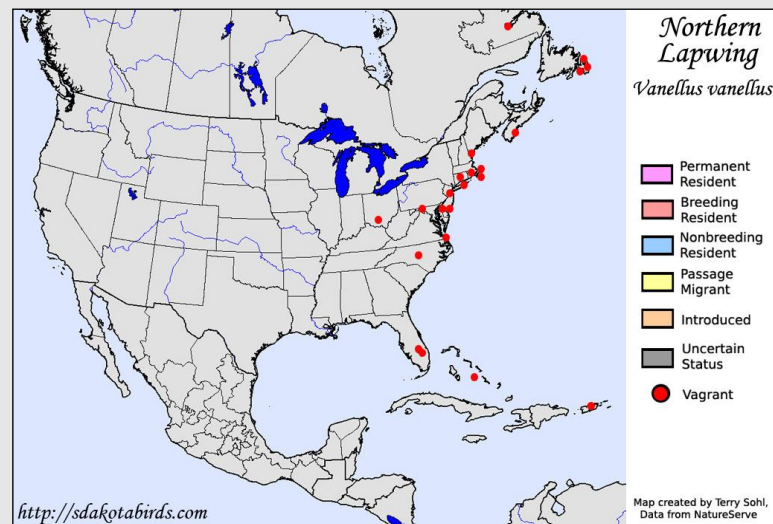 Northern
Lapwing
Vanellus vanellus
Permanent
Resident
Breeding
Resident
Nonbreeding
Resident
Passage
Migrant
Introduced
Uncertain
Status
Vagrant
http://sdakotabirds.com
Map created by Terry Sohl,
Data from NatureServe